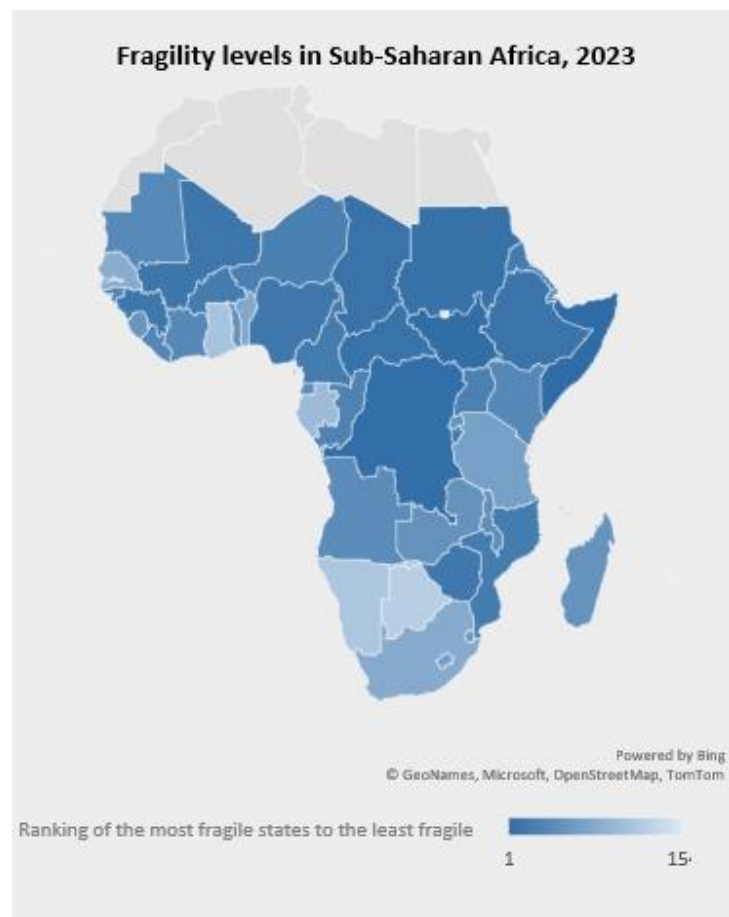 Fragility levels in Sub-Saharan Africa, 2023
Powered by Bing
© GeoNames, Microsoft, OpenStreetMap, TomTom
Ranking of the most fragile states to the least fragile
1